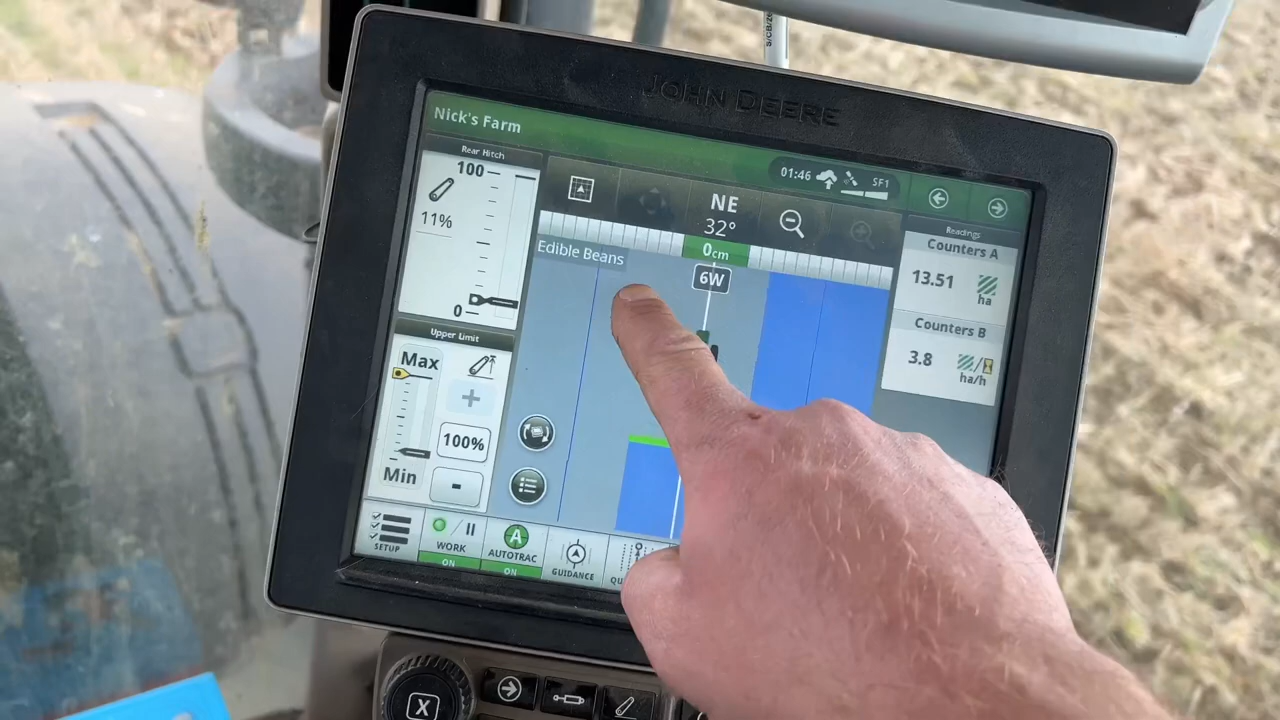 JOHN DEERE
Nick's Farm
01:46
SF1
Rear Hitch
100
11%
0
NE
32°
0cm
6W
Edible Beans
Readings
Counters A
13.51
ha
Counters B
3.8
ha/h
Upper Limit
Max
100%
Min
SETUP
WORK
ON
A
AUTOTRAC
ON
GUIDANCE
QU
X